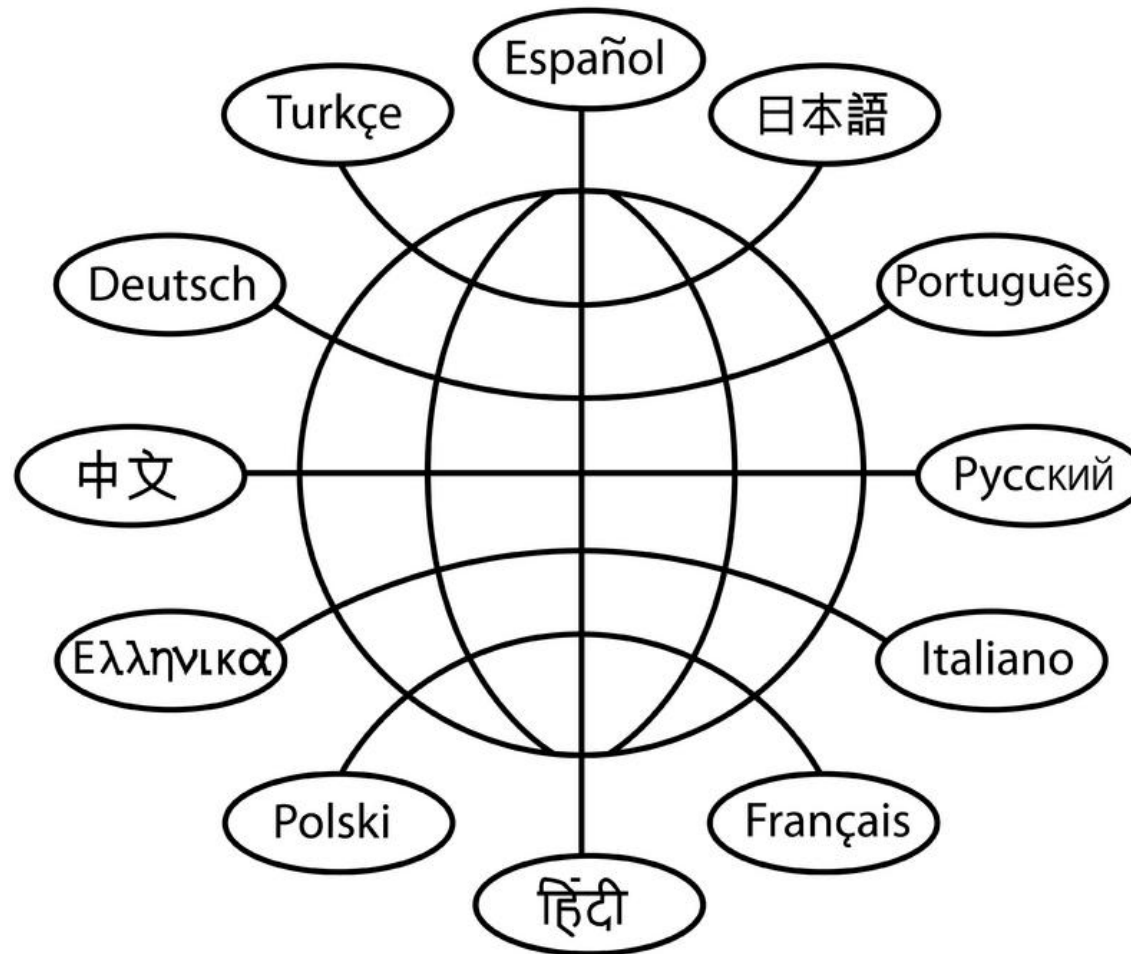 Español
Turkçe
日本語
Deutsch
Português
中文
Русский
Ελληνικα
Italiano
Polski
Français
हिंदी